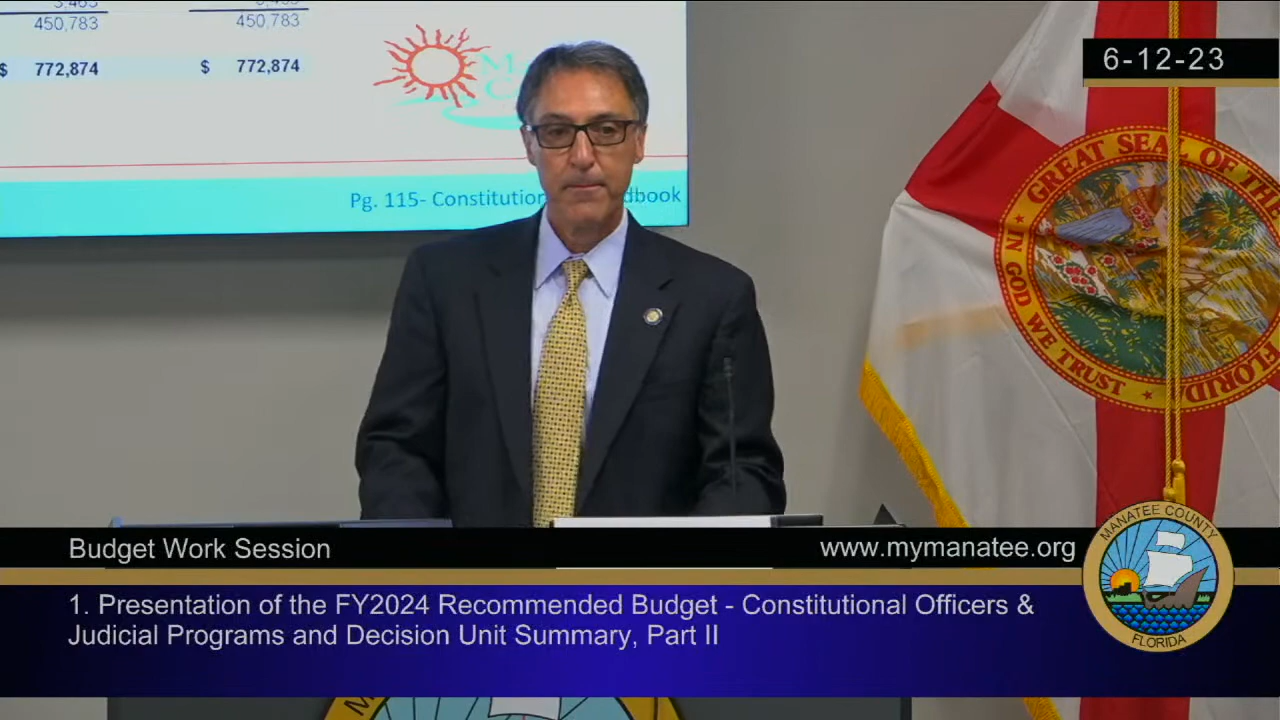 450,783 450,783
$ 772,874 $ 772,874
Pg. 115- Constitution dbook
6-12-23
GREAT SEAL OF THE
IN GOD WE TRUST
FLORID
Budget Work Session
www.mymanatee.org
1. Presentation of the FY2024 Recommended Budget - Constitutional Officers &
Judicial Programs and Decision Unit Summary, Part II
MANATEE COUNTY
FLORIDA